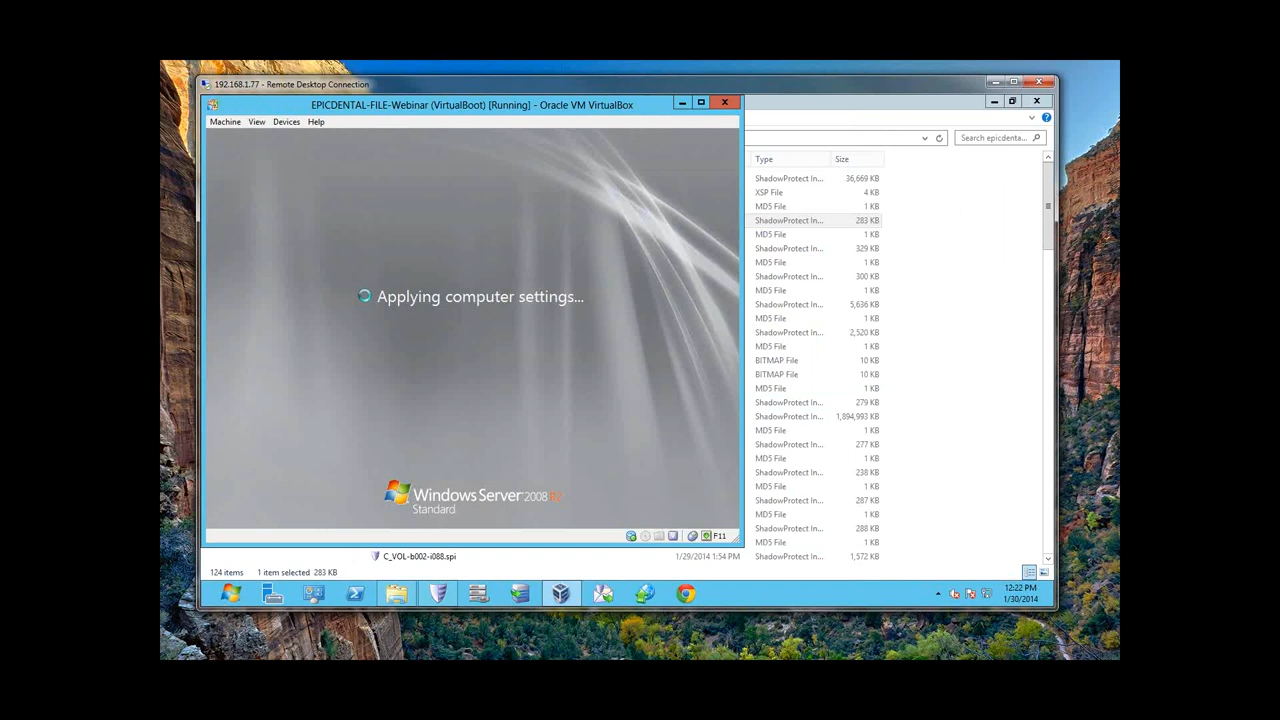 192.168.1.77 - Remote Desktop Connection
EPICDENTAL-FILE-Webinar (VirtualBoot) [Running] - Oracle VM VirtualBox
Machine View Devices Help
Search epicdenta...
Type Size
ShadowProtect In... 36,669 KB
XSP File 4 KB
MD5 File 1 KB
ShadowProtect In... 283 KB
MD5 File 1 KB
ShadowProtect In... 329 KB
MD5 File 1 KB
ShadowProtect In... 300 KB
MD5 File 1 KB
ShadowProtect In... 5,636 KB
MD5 File 1 KB
ShadowProtect In... 2,520 KB
MD5 File 1 KB
BITMAP File 10 KB
BITMAP File 10 KB
MD5 File 1 KB
ShadowProtect In... 279 KB
ShadowProtect In... 1,894,993 KB
MD5 File 1 KB
ShadowProtect In... 277 KB
MD5 File 1 KB
ShadowProtect In... 238 KB
MD5 File 1 KB
ShadowProtect In... 287 KB
MD5 File 1 KB
ShadowProtect In... 288 KB
MD5 File 1 KB
Applying computer settings...
Windows Server 2008 R2
Standard
F11
C_VOL-b002-i088.spi 1/29/2014 1:54 PM ShadowProtect In... 1,572 KB
124 items 1 item selected 283 KB
12:22 PM
1/30/2014